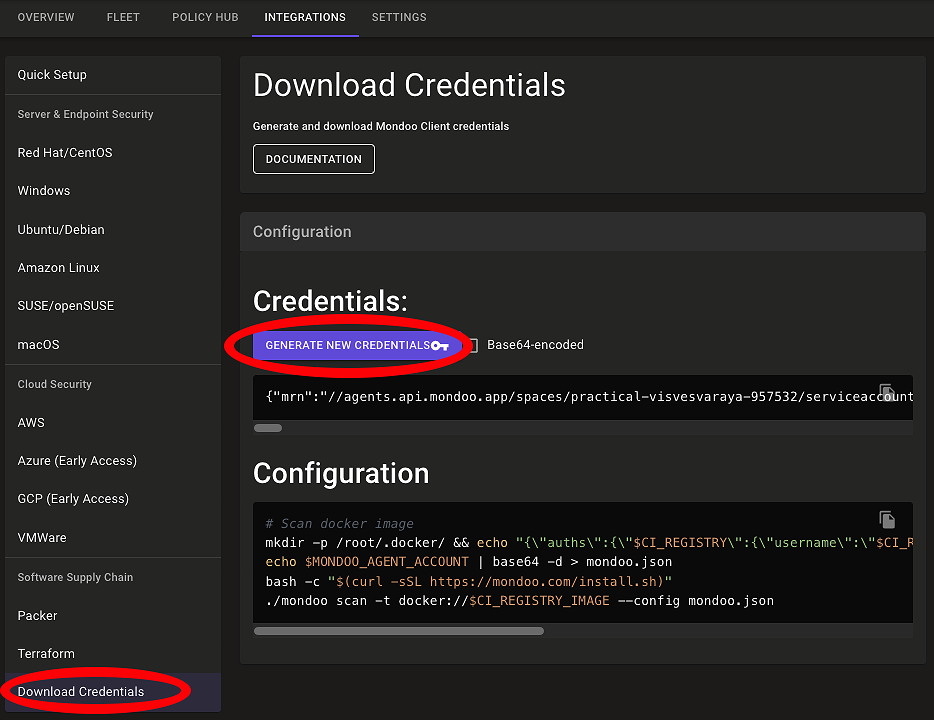 OVERVIEW FLEET POLICY HUB INTEGRATIONS SETTINGS
Quick Setup
Server & Endpoint Security
Red Hat/CentOS
Windows
Ubuntu/Debian
Amazon Linux
SUSE/openSUSE
macOS
Cloud Security
AWS
Azure (Early Access)
GCP (Early Access)
VMWare
Software Supply Chain
Packer
Terraform
Download Credentials
Download Credentials
Generate and download Mondoo Client credentials
DOCUMENTATION
Configuration
Credentials:
GENERATE NEW CREDENTIALS Base64-encoded
{"mrn":"//agents.api.mondoo.app/spaces/practical-visvesvaraya-957532/serviceaccount
Configuration
# Scan docker image
mkdir -p /root/.docker/ && echo "{\"auths\":{\"$CI_REGISTRY\":{\"username\":\"$CI_R
echo $MONDOO_AGENT_ACCOUNT | base64 -d > mondoo.json
bash -c "$(curl -sSL https://mondoo.com/install.sh)"
./mondoo scan -t docker://$CI_REGISTRY_IMAGE --config mondoo.json